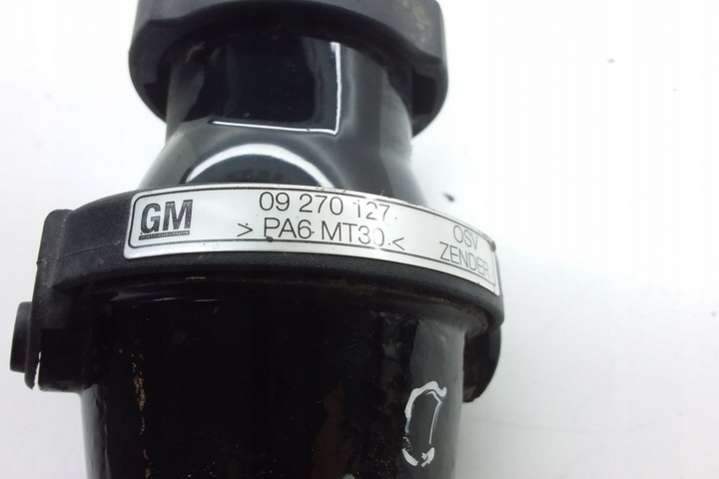 GM
09 270 127
> PA6 MT30 <
OSV
ZENDER